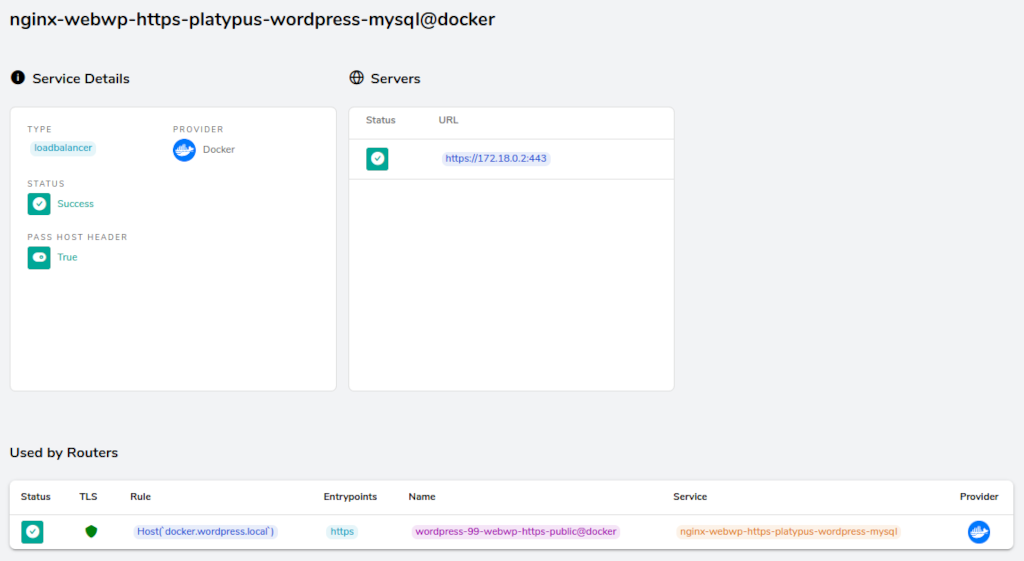 nginx-webwp-https-platypus-wordpress-mysql@docker
Service Details
Servers
TYPE
PROVIDER
loadbalancer
Docker
STATUS
Success
PASS HOST HEADER
True
Status URL
https://172.18.0.2:443
Used by Routers
Status TLS Rule Entrypoints Name Service Provider
Host(`docker.wordpress.local`) https wordpress-99-webwp-https-public@docker nginx-webwp-https-platypus-wordpress-mysql